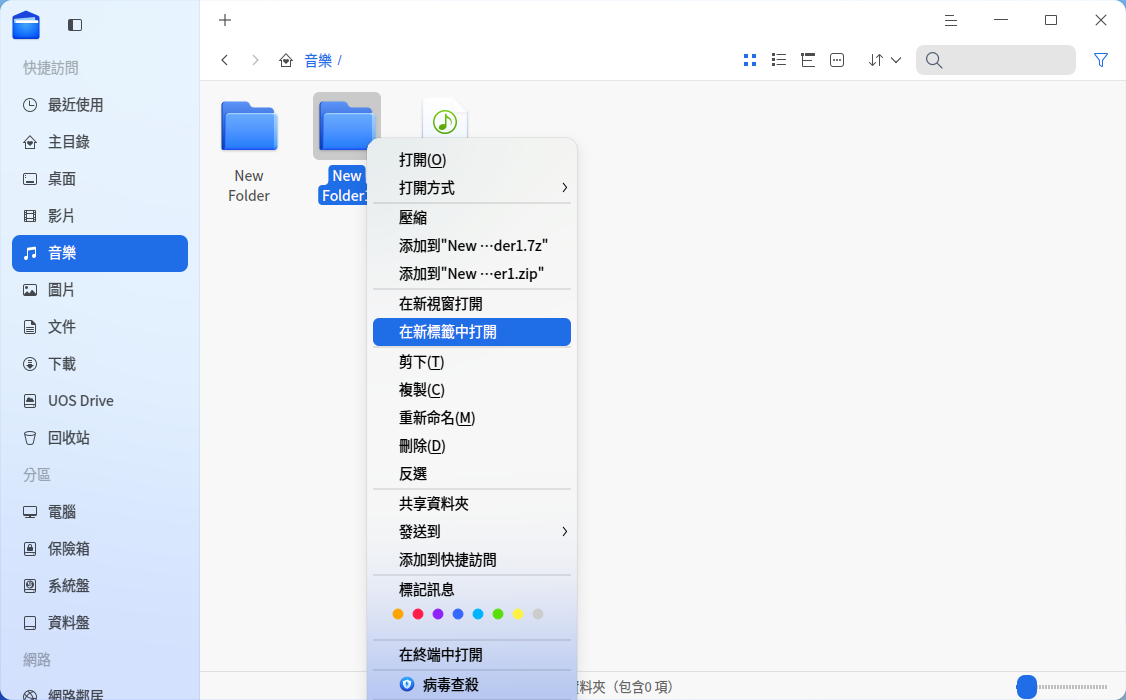 快捷訪問
最近使用
主目錄
桌面
影片
音樂
圖片
文件
下載
UOS Drive
回收站
分區
電腦
保險箱
系統盤
資料盤
網路
網路鄰居
音樂 /
New
Folder
New
Folder1
打開(O)
打開方式
壓縮
添加到"New ···der1.7z"
添加到"New ···er1.zip"
在新視窗打開
在新標籤中打開
剪下(T)
複製(C)
重新命名(M)
刪除(D)
反選
共享資料夾
發送到
添加到快捷訪問
標記訊息
在終端中打開
病毒查殺
資料夾（包含0 項）